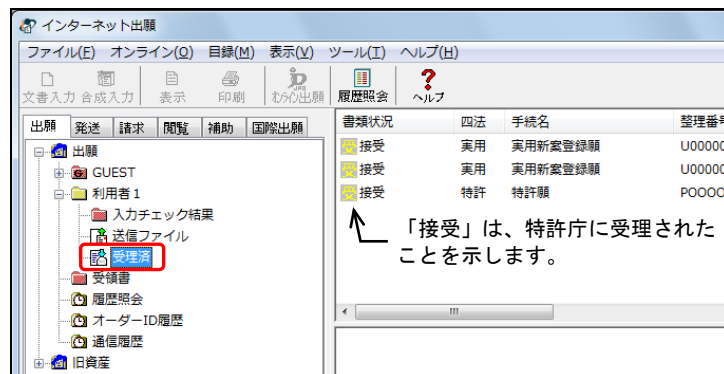 インターネット出願
ファイル(F) オンライン(O) 目録(M) 表示(V) ツール(T) ヘルプ(H)
文書入力 合成入力 表示 印刷 オンライン出願 履歴照会 ヘルプ
出願 発送 請求 閲覧 補助 国際出願
書類状況 四法 手続名 整理番号
出願
GUEST
利用者1
入力チェック結果
送信ファイル
受理済
受領書
履歴照会
オーダーID履歴
通信履歴
旧資産
接受 実用 実用新案登録願 U00000
接受 実用 実用新案登録願 U00000
接受 特許 特許願 POOOO
「接受」は、特許庁に受理された
ことを示します。